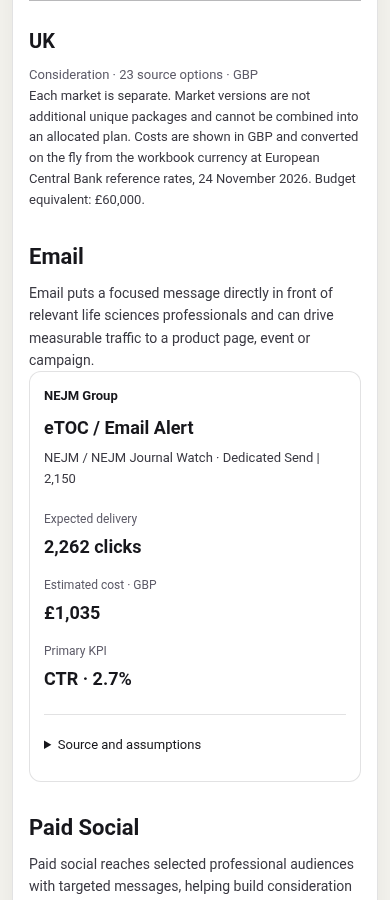 UK
Consideration · 23 source options · GBP
Each market is separate. Market versions are not
additional unique packages and cannot be combined into
an allocated plan. Costs are shown in GBP and converted
on the fly from the workbook currency at European
Central Bank reference rates, 24 November 2026. Budget
equivalent: £60,000.
Email
Email puts a focused message directly in front of
relevant life sciences professionals and can drive
measurable traffic to a product page, event or
campaign.
NEJM Group
eTOC / Email Alert
NEJM / NEJM Journal Watch · Dedicated Send |
2,150
Expected delivery
2,262 clicks
Estimated cost · GBP
£1,035
Primary KPI
CTR · 2.7%
Source and assumptions
Paid Social
Paid social reaches selected professional audiences
with targeted messages, helping build consideration